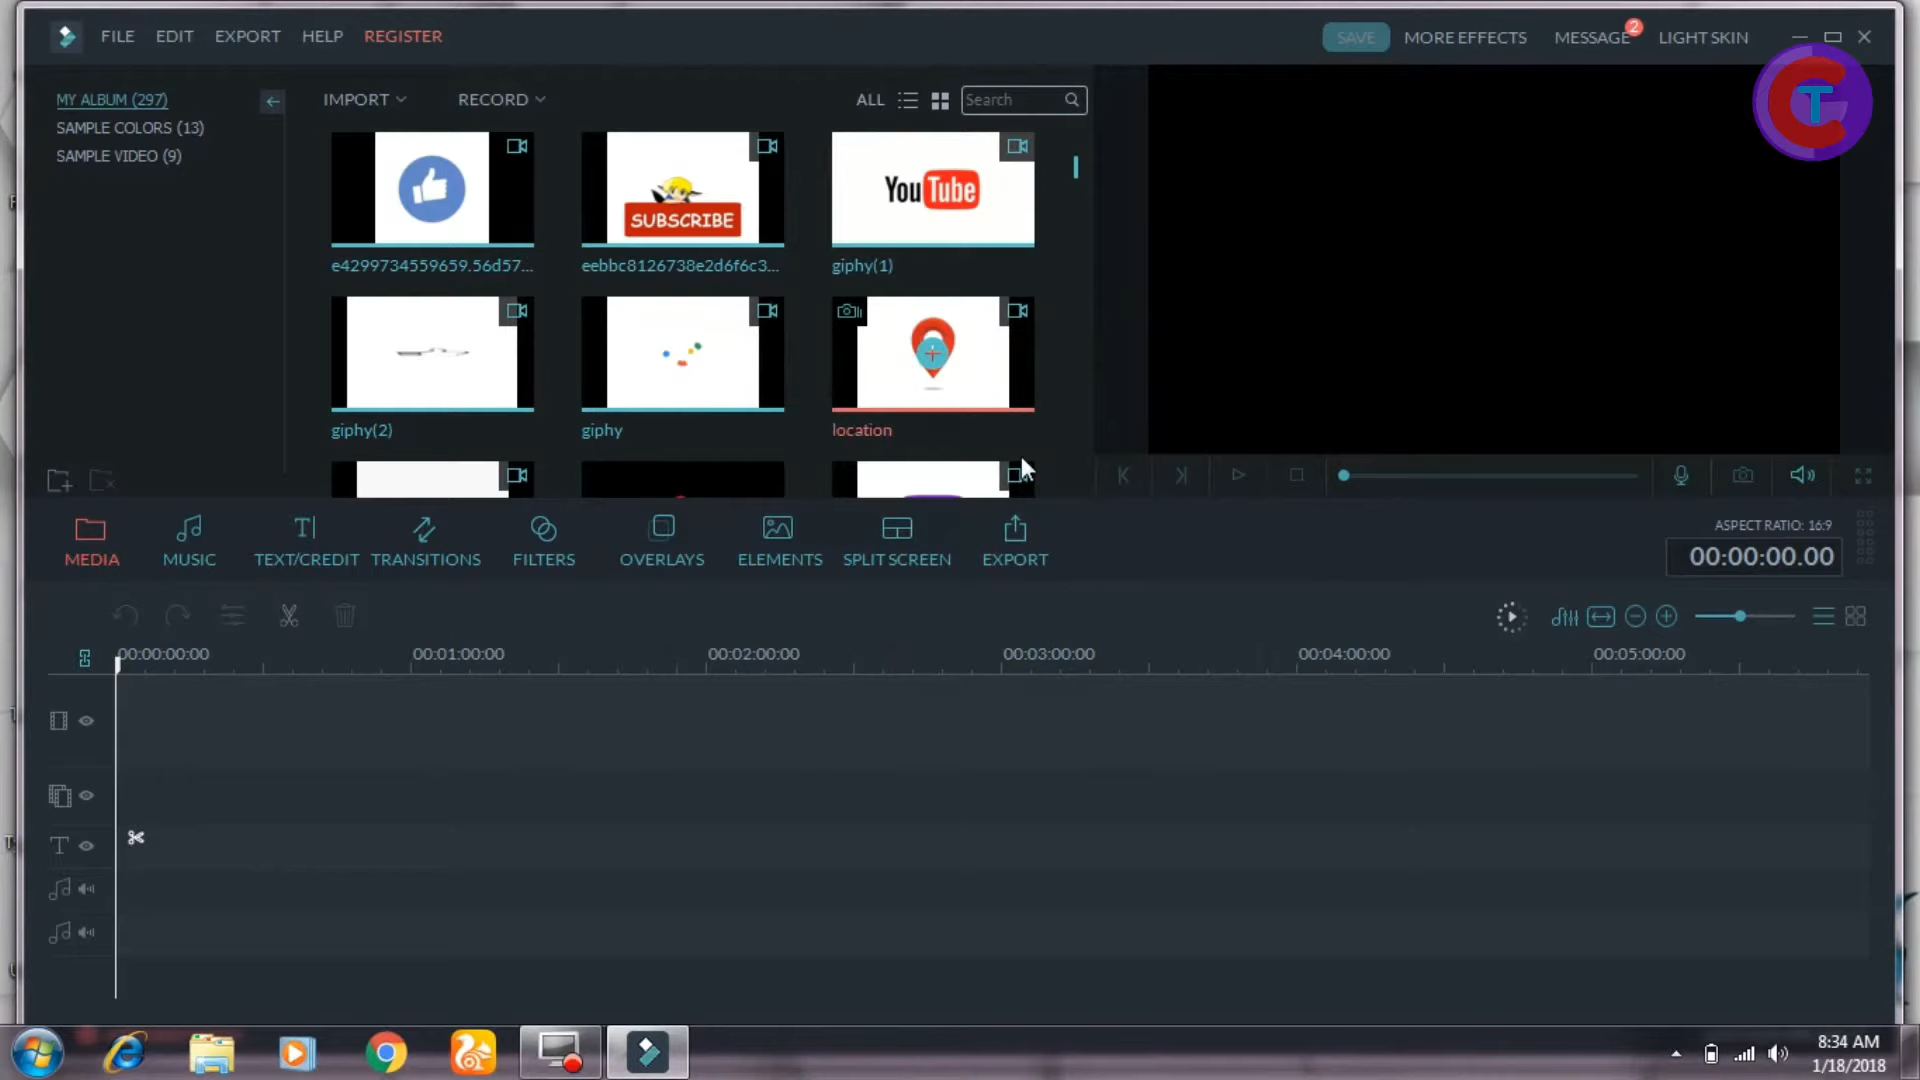 FILE EDIT EXPORT HELP REGISTER
SAVE MORE EFFECTS MESSAGE 2 LIGHT SKIN
MY ALBUM (297)
SAMPLE COLORS (13)
SAMPLE VIDEO (9)
IMPORT RECORD ALL Search
SUBSCRIBE
YouTube
e4299734559659.56d57... eebbc8126738e2d6f6c3... giphy(1)
giphy(2) giphy location
CT
MEDIA MUSIC TEXT/CREDIT TRANSITIONS FILTERS OVERLAYS ELEMENTS SPLIT SCREEN EXPORT
ASPECT RATIO: 16:9
00:00:00.00
00:00:00:00 00:01:00:00 00:02:00:00 00:03:00:00 00:04:00:00 00:05:00:00
8:34 AM
1/18/2018